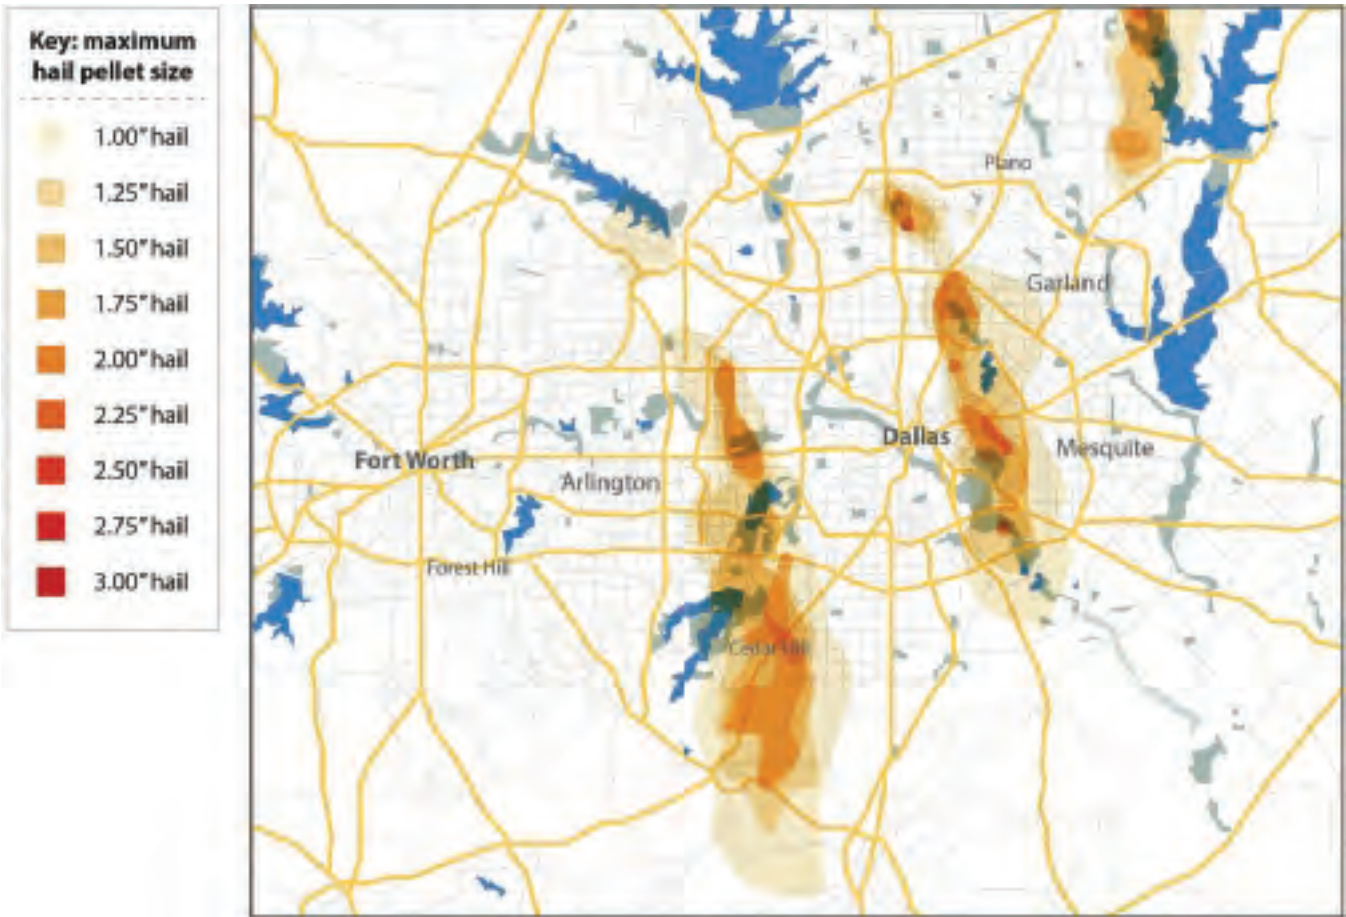 Key: maximum
hail pellet size
1.00" hail
1.25" hail
1.50" hail
1.75" hail
2.00" hail
2.25" hail
2.50" hail
2.75" hail
3.00" hail
Plano
Garland
Dallas
Mesquite
Fort Worth
Arlington
Forest Hill
Cedar Hill